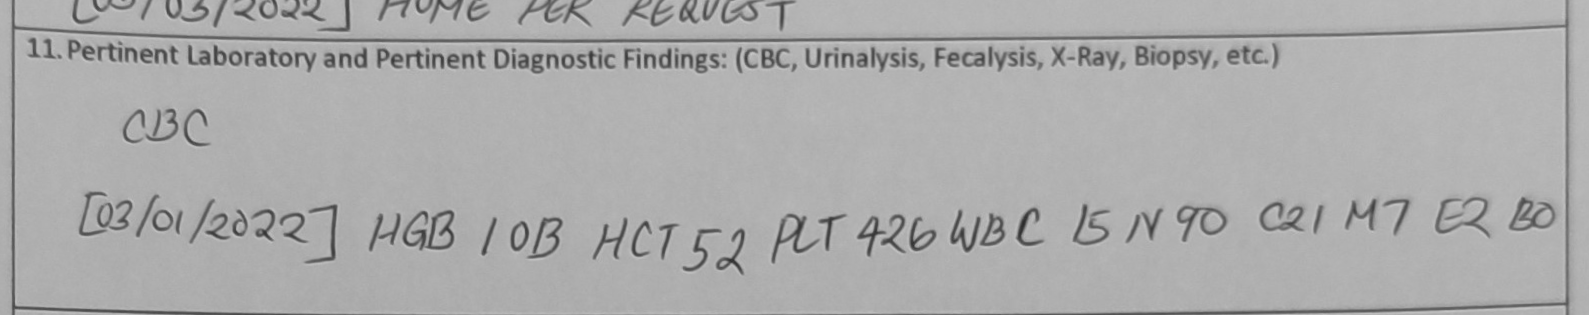 [03/03/2022] HOME PER REQUEST
11. Pertinent Laboratory and Pertinent Diagnostic Findings: (CBC, Urinalysis, Fecalysis, X-Ray, Biopsy, etc.)
CBC
[03/01/2022] HGB 10B HCT 52 PLT 426 WBC 15 N 90 C21 M7 E2 B0